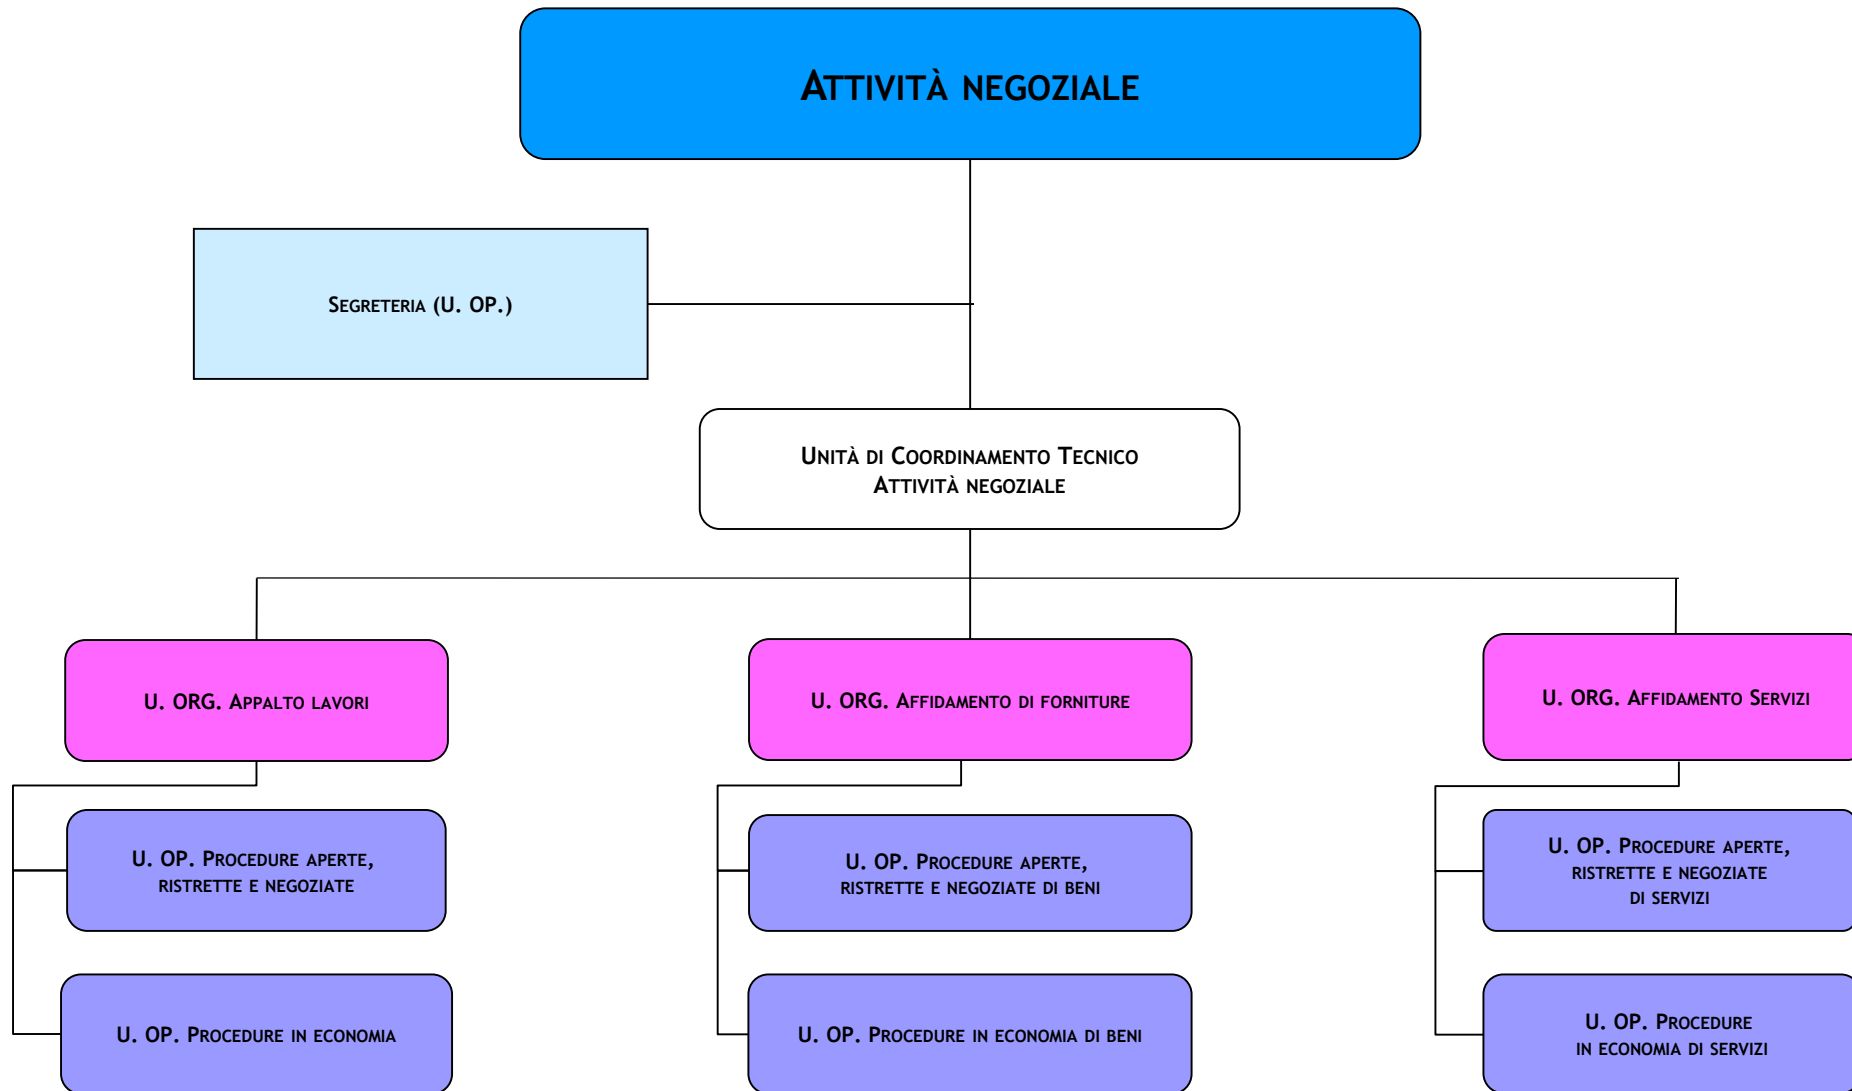 Attività negoziale
Segreteria (U. OP.)
Unità di Coordinamento Tecnico
Attività negoziale
U. ORG. Appalto lavori
U. ORG. Affidamento di forniture
U. ORG. Affidamento Servizi
U. OP. Procedure aperte,
ristrette e negoziate
U. OP. Procedure aperte,
ristrette e negoziate di beni
U. OP. Procedure aperte,
ristrette e negoziate
di servizi
U. OP. Procedure in economia
U. OP. Procedure in economia di beni
U. OP. Procedure
in economia di servizi